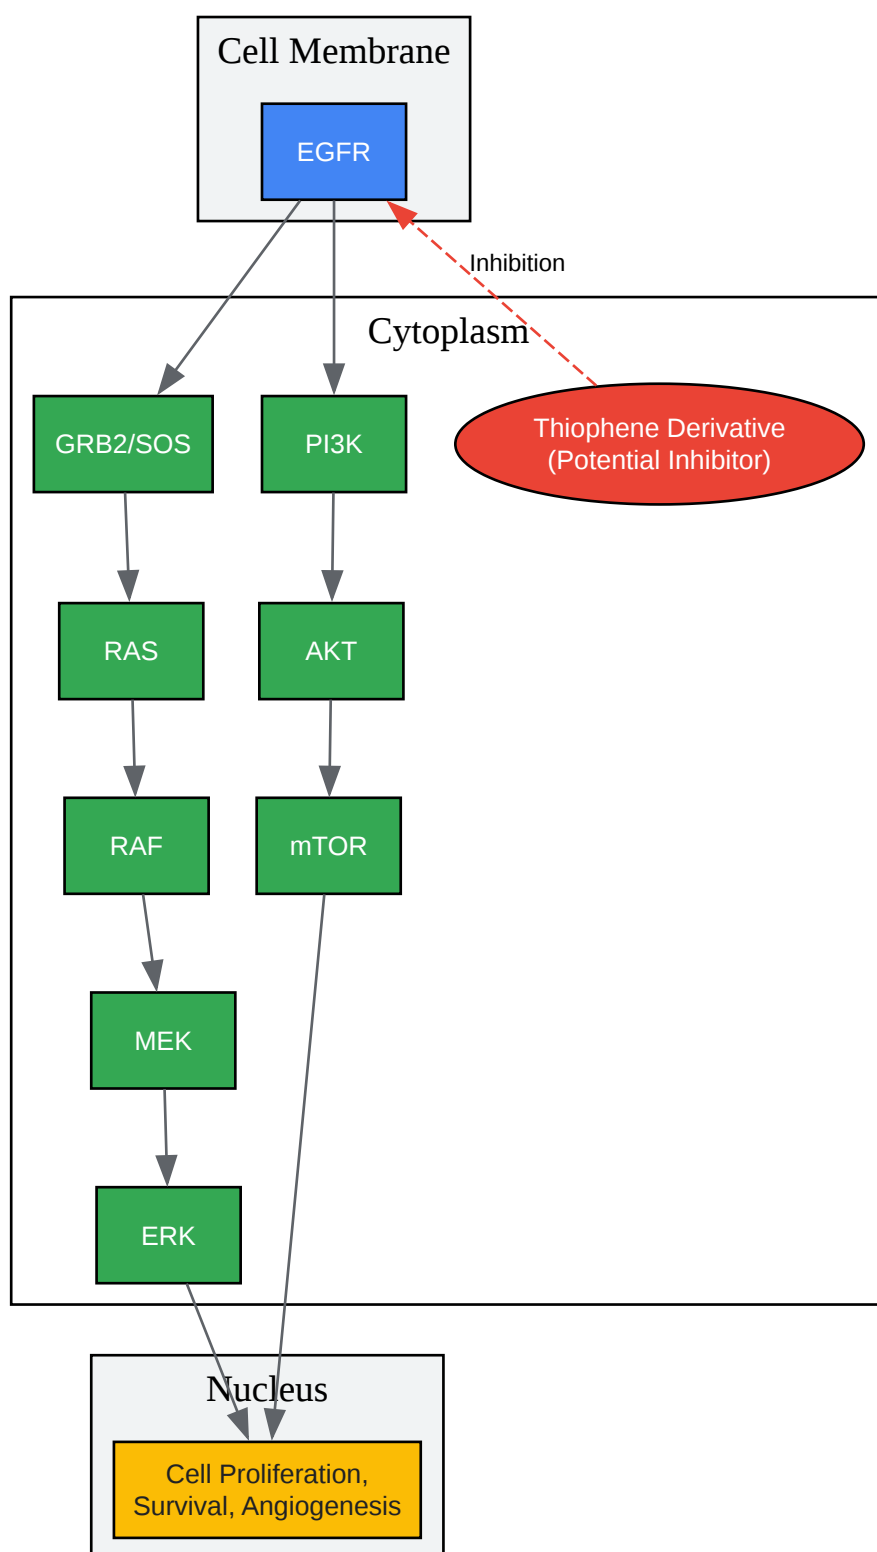 Cell Membrane
EGFR
Inhibition
Cytoplasm
GRB2/SOS
PI3K
Thiophene Derivative
(Potential Inhibitor)
RAS
AKT
RAF
mTOR
MEK
ERK
Nucleus
Cell Proliferation,
Survival, Angiogenesis